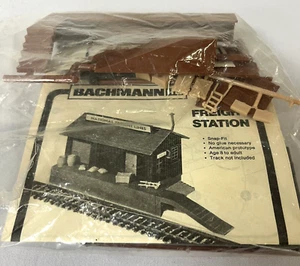 BACHMANN
FREIGHT
STATION
• Snap-Fit
• No glue necessary
• American prototype
• Age 8 to adult
• Track not included